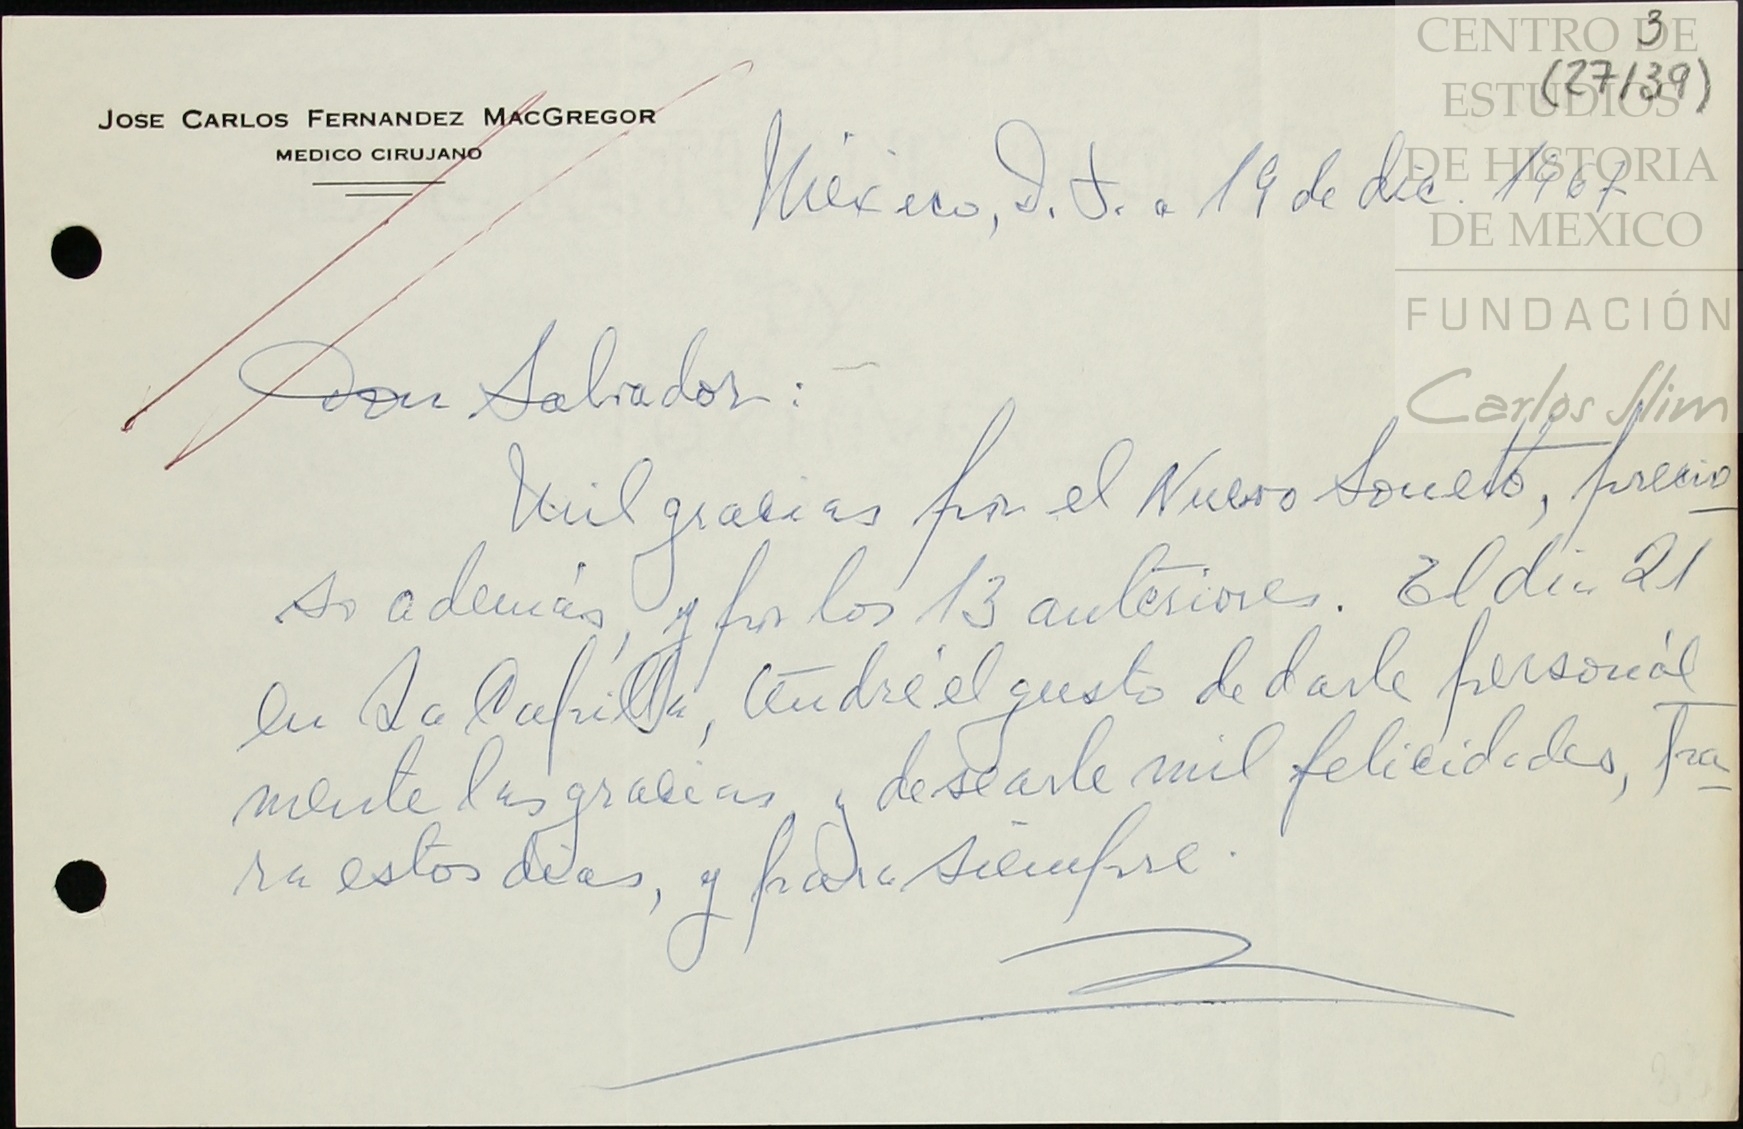 3
(27/39)
CENTRO DE
ESTUDIOS
DE HISTORIA
DE MEXICO
FUNDACIÓN
Carlos Slim
JOSE CARLOS FERNANDEZ MACGREGOR
MEDICO CIRUJANO
México, D.F. a 19 de dic. 1967
Don Salvador:
Mil gracias por el Nuevo Soneto, precio-
so además, y por los 13 anteriores. El dia 21
en La Capilla, tendré el gusto de darle personal
mente las gracias y desearle mil felicidades, Pa-
ra estos dias, y para siempre.